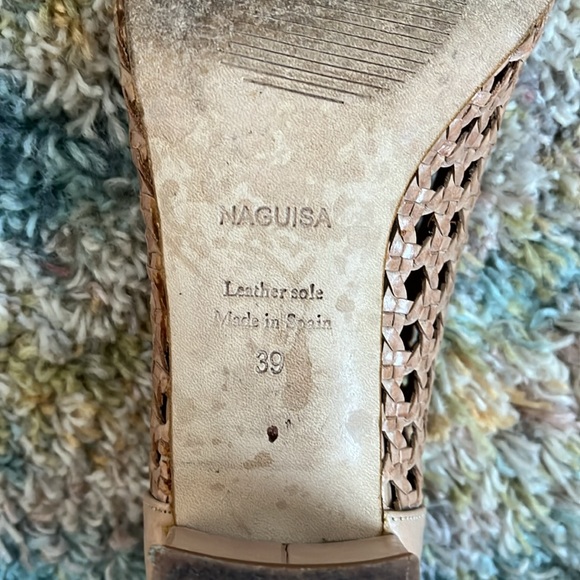 NAGUISA
Leather sole
Made in Spain
39